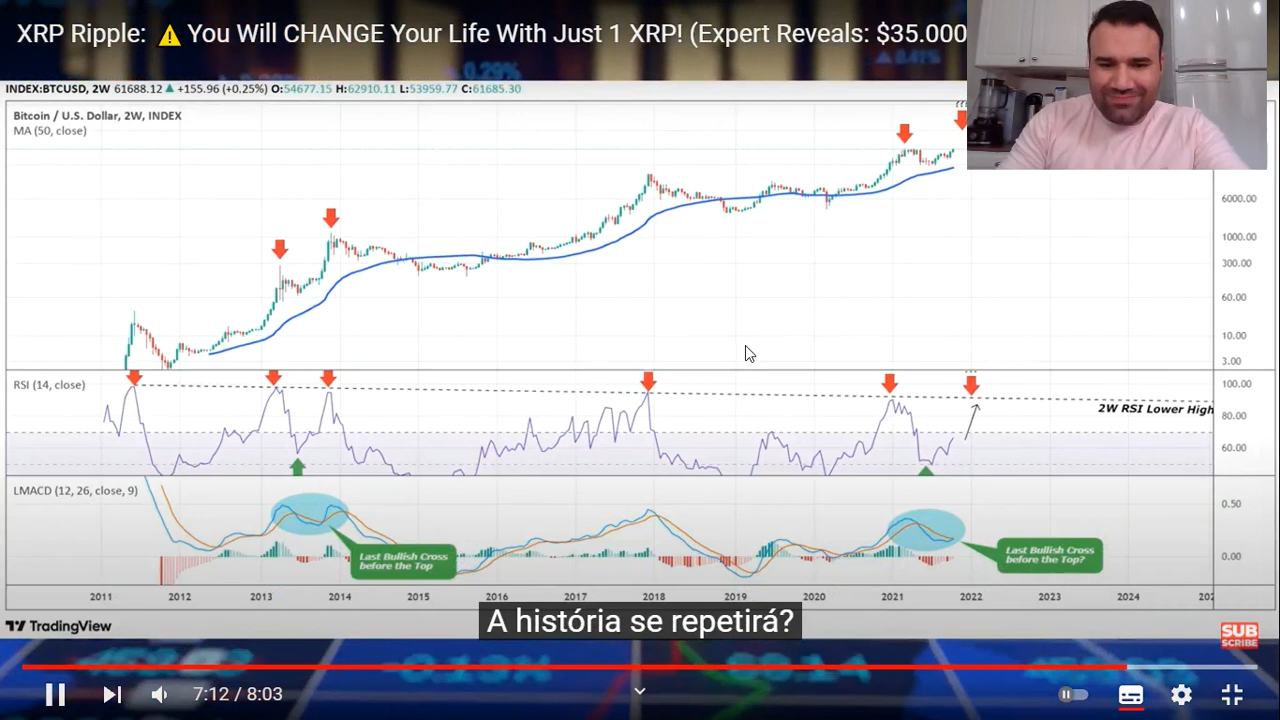 XRP Ripple: ⚠️ You Will CHANGE Your Life With Just 1 XRP! (Expert Reveals: $35.000
0.29%
INDEX:BTCUSD, 2W 61688.12 ▲ +155.96 (+0.25%) O:54677.15 H:62910.11 L:53959.77 C:61685.30
Bitcoin / U.S. Dollar, 2W, INDEX
MA (50, close)
6000.00
1000.00
300.00
60.00
10.00
3.00
RSI (14, close)
100.00
2W RSI Lower High
80.00
60.00
LMACD (12, 26, close, 9)
0.50
Last Bullish Cross
before the Top
Last Bullish Cross
before the Top?
0.00
2011 2012 2013 2014 2015 2016 2017 2018 2019 2020 2021 2022 2023 2024 202
A história se repetirá?
TradingView
SUB
SCRIBE
7:12 / 8:03